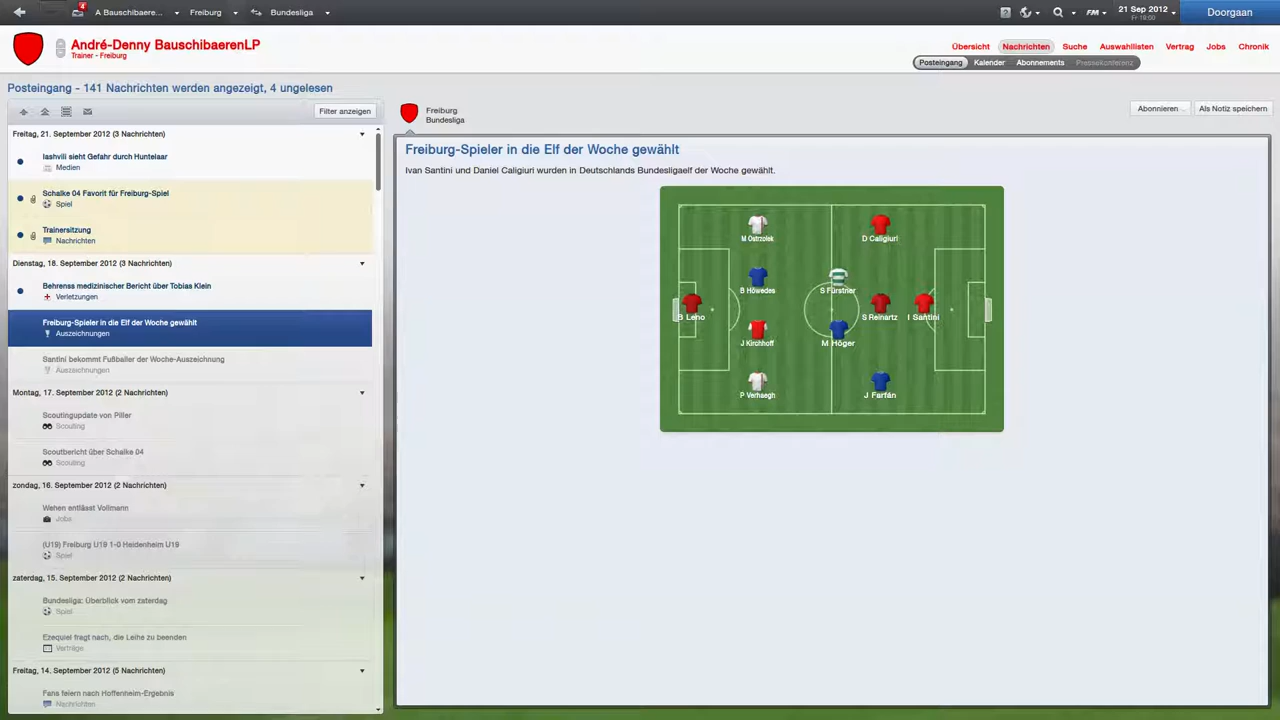 4
A Bauschibaere...
Freiburg
Bundesliga
FM
21 Sep 2012
Fr 18:00
Doorgaan
André-Denny BauschibaerenLP
Trainer - Freiburg
Übersicht
Nachrichten
Suche
Auswahllisten
Vertrag
Jobs
Chronik
Posteingang
Kalender
Abonnements
Pressekonferenz
Posteingang - 141 Nachrichten werden angezeigt, 4 ungelesen
Filter anzeigen
Freitag, 21. September 2012 (3 Nachrichten)
Iashvili sieht Gefahr durch Huntelaar
Medien
Schalke 04 Favorit für Freiburg-Spiel
Spiel
Trainersitzung
Nachrichten
Dienstag, 18. September 2012 (3 Nachrichten)
Behrenss medizinischer Bericht über Tobias Klein
Verletzungen
Freiburg-Spieler in die Elf der Woche gewählt
Auszeichnungen
Santini bekommt Fußballer der Woche-Auszeichnung
Auszeichnungen
Montag, 17. September 2012 (2 Nachrichten)
Scoutingupdate von Piller
Scouting
Scoutbericht über Schalke 04
Scouting
zondag, 16. September 2012 (2 Nachrichten)
Wehen entlässt Vollmann
Jobs
(U19) Freiburg U19 1-0 Heidenheim U19
Spiel
zaterdag, 15. September 2012 (2 Nachrichten)
Bundesliga: Überblick vom zaterdag
Spiel
Ezequiel fragt nach, die Leihe zu beenden
Verträge
Freitag, 14. September 2012 (5 Nachrichten)
Fans feiern nach Hoffenheim-Ergebnis
Nachrichten
Freiburg
Bundesliga
Abonnieren...
Als Notiz speichern
Freiburg-Spieler in die Elf der Woche gewählt
Ivan Santini und Daniel Caligiuri wurden in Deutschlands Bundesligaelf der Woche gewählt.
M Ostrzolek
D Caligiuri
B Höwedes
S Fürstner
B Leno
S Reinartz
I Santini
J Kirchhoff
M Höger
P Verhaegh
J Farfán